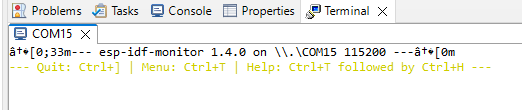 Problems Tasks Console Properties Terminal ×
COM15 ×
â†◆[0;33m--- esp-idf-monitor 1.4.0 on \\.\COM15 115200 ---â†◆[0m
--- Quit: Ctrl+] | Menu: Ctrl+T | Help: Ctrl+T followed by Ctrl+H ---